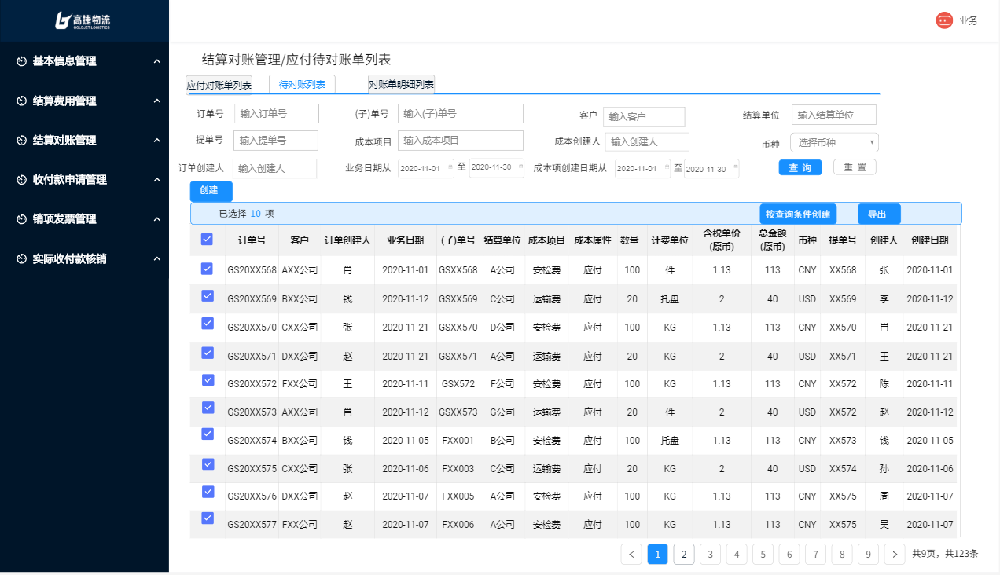 高捷物流
GOLDJET LOGISTICS
业务
基本信息管理
结算费用管理
结算对账管理
收付款申请管理
销项发票管理
实际收付款核销
结算对账管理/应付待对账单列表
应付对账单列表 待对账列表 对账单明细列表
订单号 输入订单号 (子)单号 输入(子)单号 客户 输入客户 结算单位 输入结算单位
提单号 输入提单号 成本项目 输入成本项目 成本创建人 输入创建人 币种 选择币种
订单创建人 输入创建人 业务日期从 2020-11-01 至 2020-11-30 成本项创建日期从 2020-11-01 至 2020-11-30 查 询 重 置
创建
已选择 10 项 按查询条件创建 导出
订单号 客户 订单创建人 业务日期 (子)单号 结算单位 成本项目 成本属性 数量 计费单位 含税单价(原币) 总金额(原币) 币种 提单号 创建人 创建日期
GS20XX568 AXX公司 肖 2020-11-01 GSXX568 A公司 安检费 应付 100 件 1.13 113 CNY XX568 张 2020-11-01
GS20XX569 BXX公司 钱 2020-11-12 GSXX569 C公司 运输费 应付 20 托盘 2 40 USD XX569 李 2020-11-12
GS20XX570 CXX公司 张 2020-11-21 GSXX570 D公司 安检费 应付 100 KG 1.13 113 CNY XX570 肖 2020-11-21
GS20XX571 DXX公司 赵 2020-11-21 GSXX571 A公司 运输费 应付 20 KG 2 40 USD XX571 王 2020-11-21
GS20XX572 FXX公司 王 2020-11-11 GSX572 F公司 安检费 应付 100 KG 1.13 113 CNY XX572 陈 2020-11-11
GS20XX573 AXX公司 肖 2020-11-12 GSXX573 G公司 运输费 应付 20 件 2 40 USD XX572 赵 2020-11-12
GS20XX574 BXX公司 钱 2020-11-05 FXX001 B公司 安检费 应付 100 托盘 1.13 113 CNY XX573 钱 2020-11-05
GS20XX575 CXX公司 张 2020-11-06 FXX003 C公司 运输费 应付 20 KG 2 40 USD XX574 孙 2020-11-06
GS20XX576 DXX公司 赵 2020-11-07 FXX005 A公司 安检费 应付 100 KG 1.13 113 CNY XX575 周 2020-11-07
GS20XX577 FXX公司 赵 2020-11-07 FXX006 A公司 安检费 应付 100 KG 1.13 113 CNY XX575 吴 2020-11-07
< 1 2 3 4 5 6 7 8 9 > 共9页，共123条